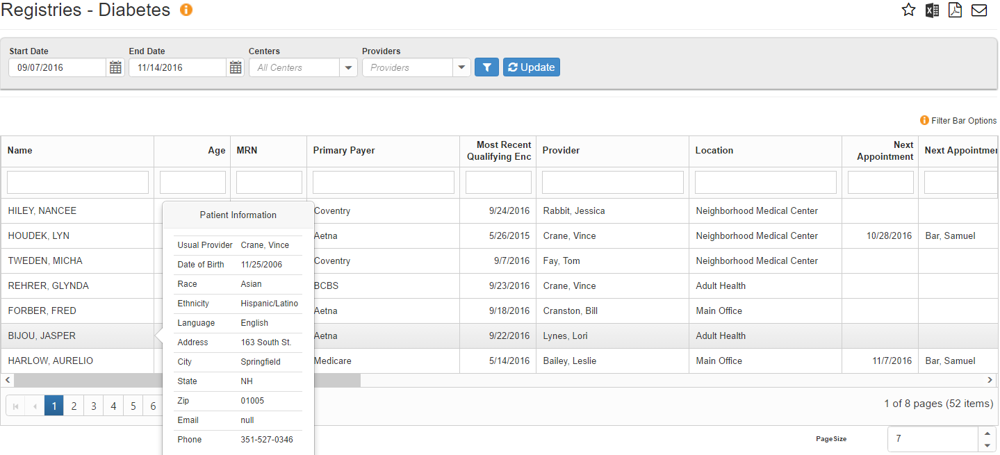 Registries - Diabetes
Start Date End Date Centers Providers
09/07/2016 11/14/2016 All Centers Providers Update
Filter Bar Options
Name Age MRN Primary Payer Most Recent Qualifying Enc Provider Location Next Appointment Next Appointmen
HILEY, NANCEE Coventry 9/24/2016 Rabbit, Jessica Neighborhood Medical Center
HOUDEK, LYN Aetna 5/26/2015 Crane, Vince Neighborhood Medical Center 10/28/2016 Bar, Samuel
TWEDEN, MICHA Coventry 9/7/2016 Fay, Tom Neighborhood Medical Center
REHRER, GLYNDA BCBS 9/23/2016 Crane, Vince Adult Health
FORBER, FRED Aetna 9/18/2016 Cranston, Bill Main Office
BIJOU, JASPER Aetna 9/22/2016 Lynes, Lori Adult Health
HARLOW, AURELIO Medicare 5/14/2016 Bailey, Leslie Main Office 11/7/2016 Bar, Samuel
Patient Information
Usual Provider Crane, Vince
Date of Birth 11/25/2006
Race Asian
Ethnicity Hispanic/Latino
Language English
Address 163 South St.
City Springfield
State NH
Zip 01005
Email null
Phone 351-527-0346
1 2 3 4 5 6
1 of 8 pages (52 items)
PageSize 7